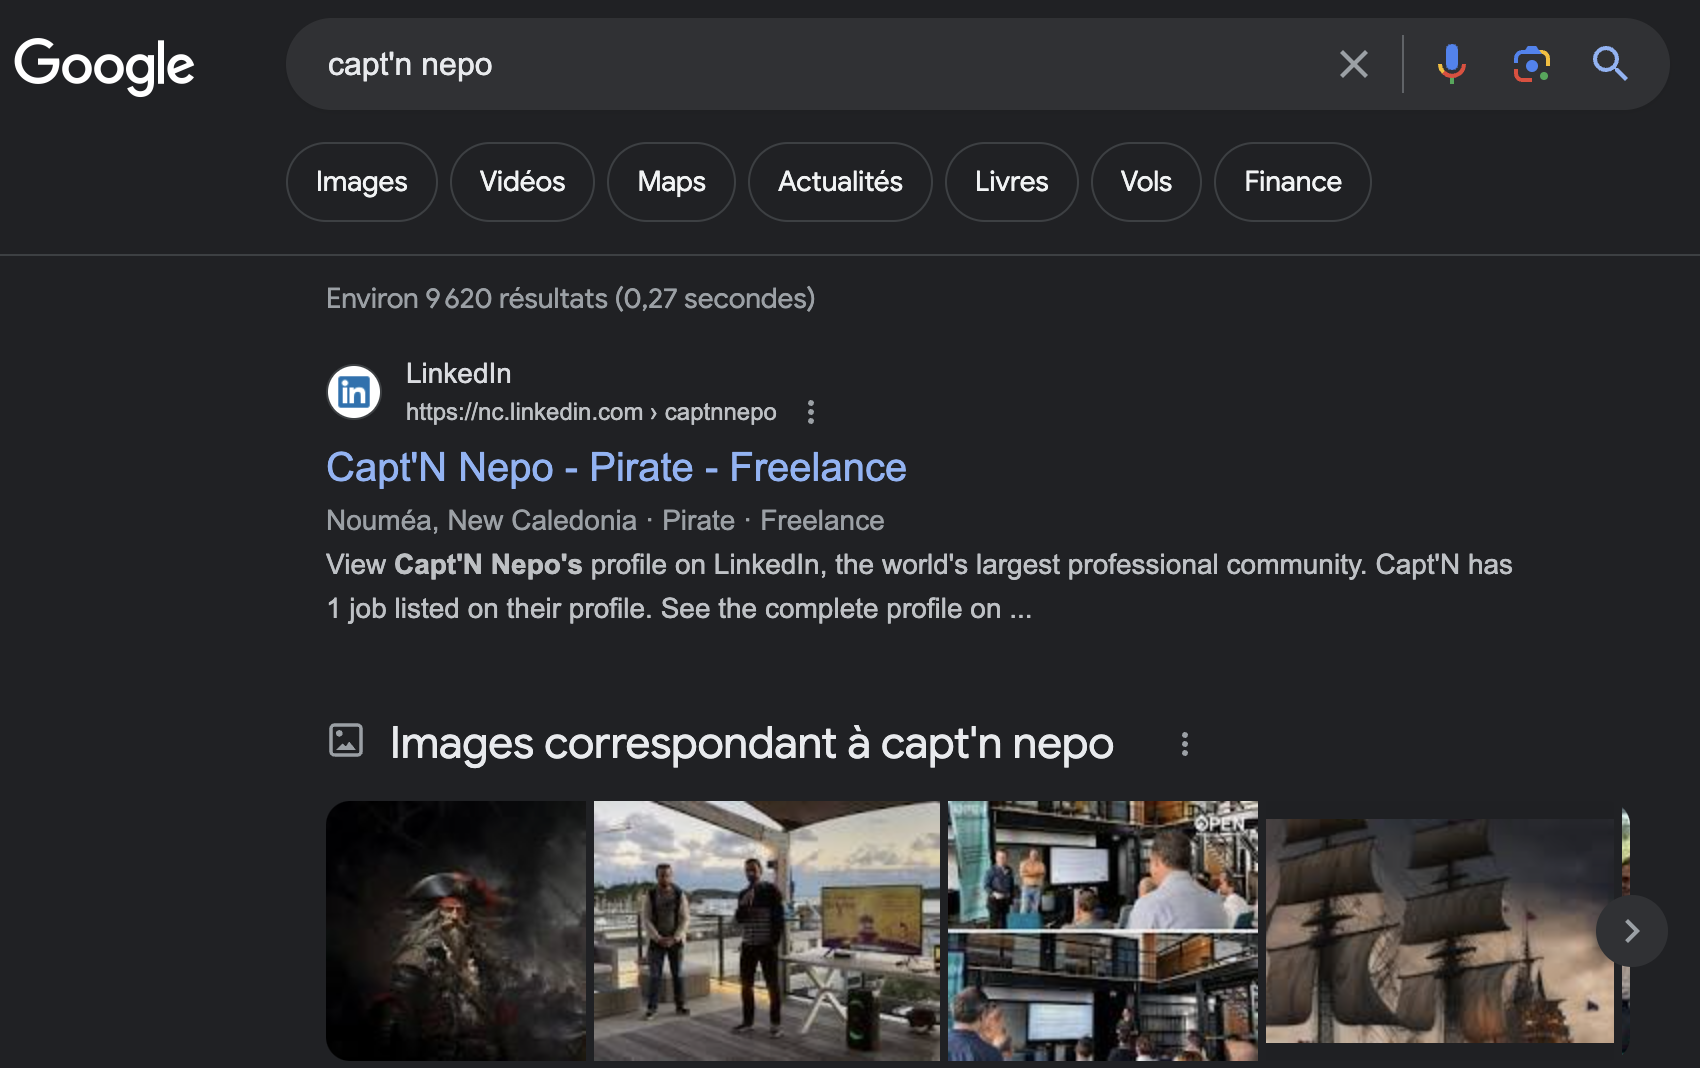 Google
capt'n nepo
Images
Vidéos
Maps
Actualités
Livres
Vols
Finance
Environ 9 620 résultats (0,27 secondes)
LinkedIn
https://nc.linkedin.com › captnnepo
Capt'N Nepo - Pirate - Freelance
Nouméa, New Caledonia · Pirate · Freelance
View Capt'N Nepo's profile on LinkedIn, the world's largest professional community. Capt'N has
1 job listed on their profile. See the complete profile on ...
Images correspondant à capt'n nepo
OPEN